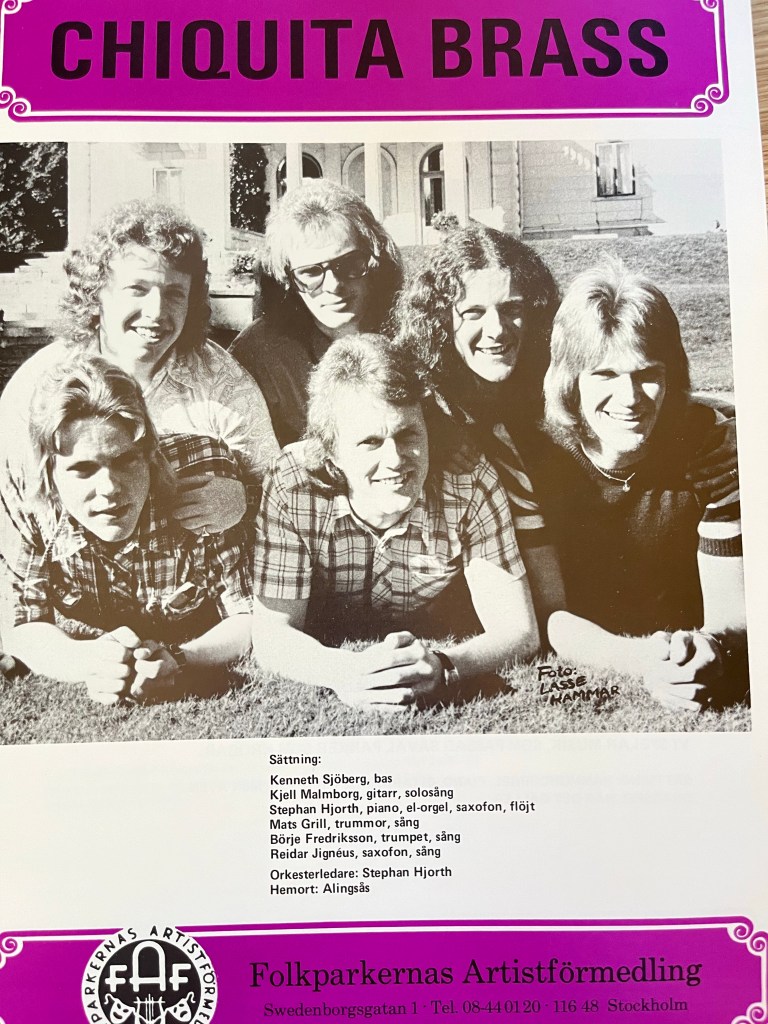 CHIQUITA BRASS
Foto:
LASSE
HAMMAR
Sättning:
Kenneth Sjöberg, bas
Kjell Malmborg, gitarr, solosång
Stephan Hjorth, piano, el-orgel, saxofon, flöjt
Mats Grill, trummor, sång
Börje Fredriksson, trumpet, sång
Reidar Jignéus, saxofon, sång
Orkesterledare: Stephan Hjorth
Hemort: Alingsås
PARKERNAS ARTISTFÖRMEDL
FAF
Folkparkernas Artistförmedling
Swedenborgsgatan 1 · Tel. 08-44 01 20 · 116 48 Stockholm